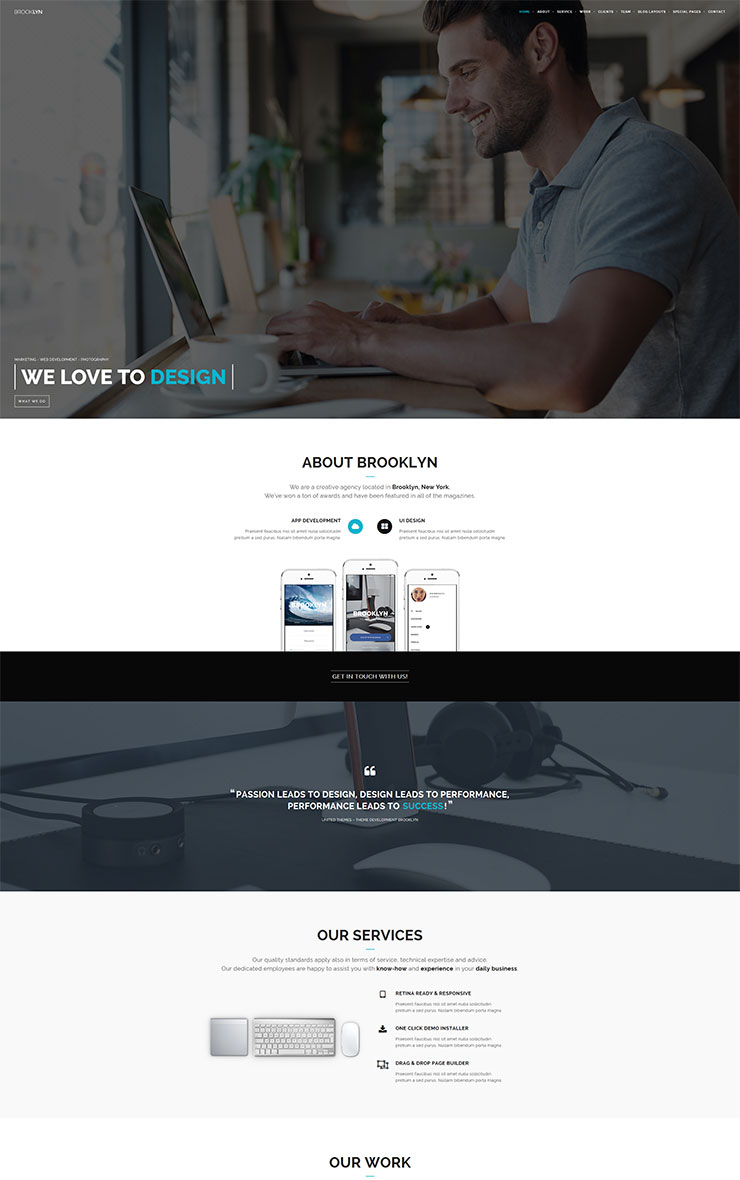 BROOKLYN
HOME ABOUT SERVICE WORK CLIENTS TEAM BLOG LAYOUTS SPECIAL PAGES CONTACT
MARKETING - WEB DEVELOPMENT - PHOTOGRAPHY
WE LOVE TO DESIGN
WHAT WE DO
ABOUT BROOKLYN
We are a creative agency located in Brooklyn, New York.
We've won a ton of awards and have been featured in all of the magazines.
APP DEVELOPMENT
Praesent faucibus nisi sit amet nulla sollicitudin
pretium a sed purus. Nullam bibendum porta magna.
UI DESIGN
Praesent faucibus nisi sit amet nulla sollicitudin
pretium a sed purus. Nullam bibendum porta magna.
BROOKLYN
BROOKLYN
GET IN TOUCH WITH US!
❝PASSION LEADS TO DESIGN, DESIGN LEADS TO PERFORMANCE,
PERFORMANCE LEADS TO SUCCESS!❞
UNITED THEMES - THEME DEVELOPMENT BROOKLYN
OUR SERVICES
Our quality standards apply also in terms of service, technical expertise and advice.
Our dedicated employees are happy to assist you with know-how and experience in your daily business
RETINA READY & RESPONSIVE
Praesent faucibus nisi sit amet nulla sollicitudin
pretium a sed purus. Nullam bibendum porta magna.
ONE CLICK DEMO INSTALLER
Praesent faucibus nisi sit amet nulla sollicitudin
pretium a sed purus. Nullam bibendum porta magna.
DRAG & DROP PAGE BUILDER
Praesent faucibus nisi sit amet nulla sollicitudin
pretium a sed purus. Nullam bibendum porta magna.
OUR WORK